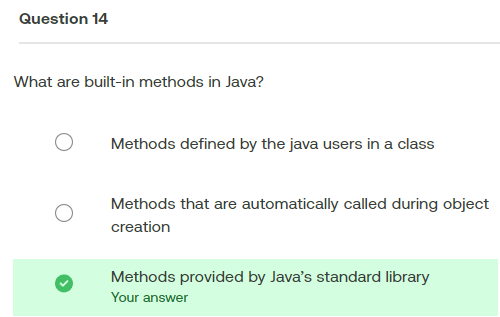 Question 14
What are built-in methods in Java?
Methods defined by the java users in a class
Methods that are automatically called during object
creation
Methods provided by Java’s standard library
Your answer